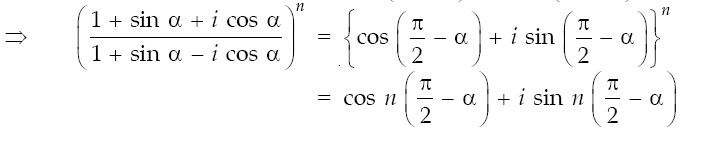 ⇒ ((1 + sin α + i cos α)/(1 + sin α − i cos α))^n = {cos (π/2 − α) + i sin (π/2 − α)}^n
= cos n (π/2 − α) + i sin n (π/2 − α)